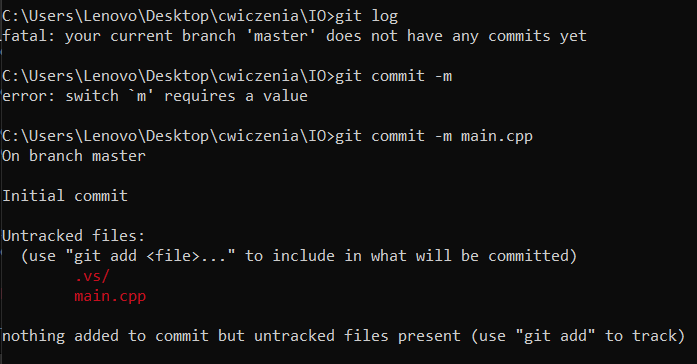 C:\Users\Lenovo\Desktop\cwiczenia\IO>git log
fatal: your current branch 'master' does not have any commits yet
C:\Users\Lenovo\Desktop\cwiczenia\IO>git commit -m
error: switch `m' requires a value
C:\Users\Lenovo\Desktop\cwiczenia\IO>git commit -m main.cpp
On branch master
Initial commit
Untracked files:
  (use "git add <file>..." to include in what will be committed)
        .vs/
        main.cpp
nothing added to commit but untracked files present (use "git add" to track)